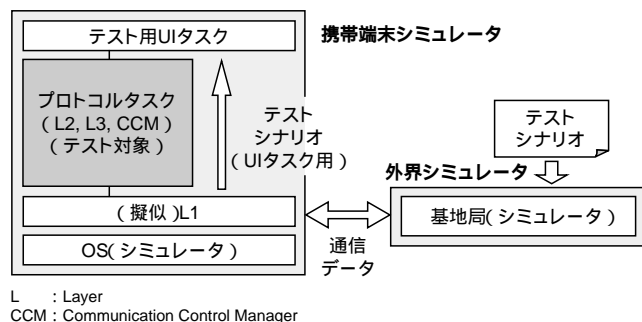 テスト用UIタスク
携帯端末シミュレータ
プロトコルタスク
( L2, L3, CCM )
( テスト対象 )
テスト
シナリオ
( UIタスク用 )
テスト
シナリオ
外界シミュレータ
( 擬似 )L1
基地局( シミュレータ )
OS( シミュレータ )
通信
データ
L : Layer
CCM : Communication Control Manager